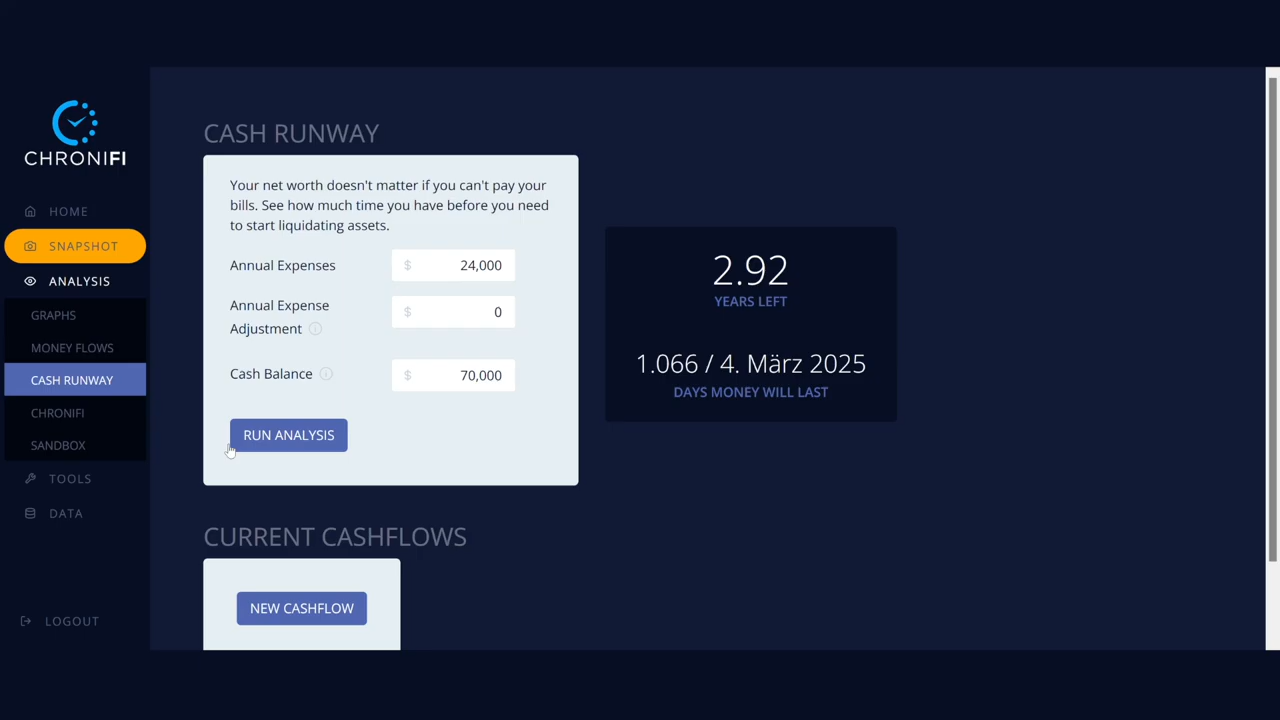 CHRONIFI
HOME
SNAPSHOT
ANALYSIS
GRAPHS
MONEY FLOWS
CASH RUNWAY
CHRONIFI
SANDBOX
TOOLS
DATA
LOGOUT
CASH RUNWAY
Your net worth doesn't matter if you can't pay your
bills. See how much time you have before you need
to start liquidating assets.
Annual Expenses $ 24,000
Annual Expense
Adjustment $ 0
Cash Balance $ 70,000
RUN ANALYSIS
2.92
YEARS LEFT
1.066 / 4. März 2025
DAYS MONEY WILL LAST
CURRENT CASHFLOWS
NEW CASHFLOW